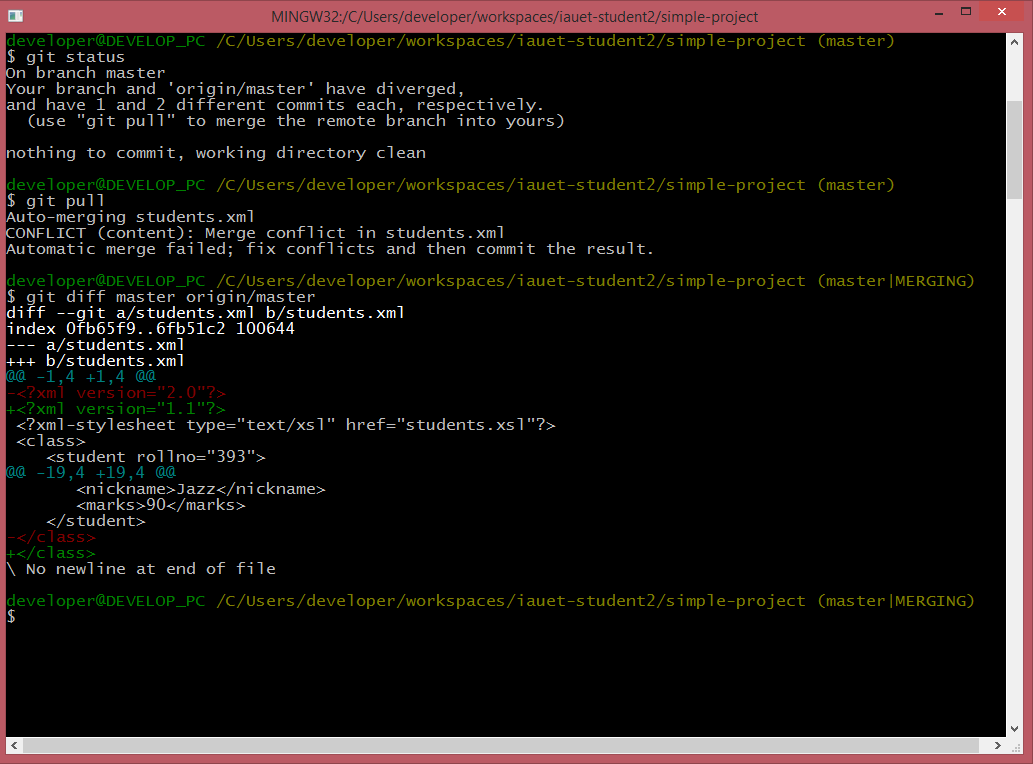 MINGW32:/C/Users/developer/workspaces/iauet-student2/simple-project
developer@DEVELOP_PC /C/Users/developer/workspaces/iauet-student2/simple-project (master)
$ git status
On branch master
Your branch and 'origin/master' have diverged,
and have 1 and 2 different commits each, respectively.
  (use "git pull" to merge the remote branch into yours)
nothing to commit, working directory clean
developer@DEVELOP_PC /C/Users/developer/workspaces/iauet-student2/simple-project (master)
$ git pull
Auto-merging students.xml
CONFLICT (content): Merge conflict in students.xml
Automatic merge failed; fix conflicts and then commit the result.
developer@DEVELOP_PC /C/Users/developer/workspaces/iauet-student2/simple-project (master|MERGING)
$ git diff master origin/master
diff --git a/students.xml b/students.xml
index 0fb65f9..6fb51c2 100644
--- a/students.xml
+++ b/students.xml
@@ -1,4 +1,4 @@
-<?xml version="2.0"?>
+<?xml version="1.1"?>
 <?xml-stylesheet type="text/xsl" href="students.xsl"?>
 <class>
    <student rollno="393">
@@ -19,4 +19,4 @@
       <nickname>Jazz</nickname>
       <marks>90</marks>
    </student>
-</class>
+</class>
\ No newline at end of file
developer@DEVELOP_PC /C/Users/developer/workspaces/iauet-student2/simple-project (master|MERGING)
$